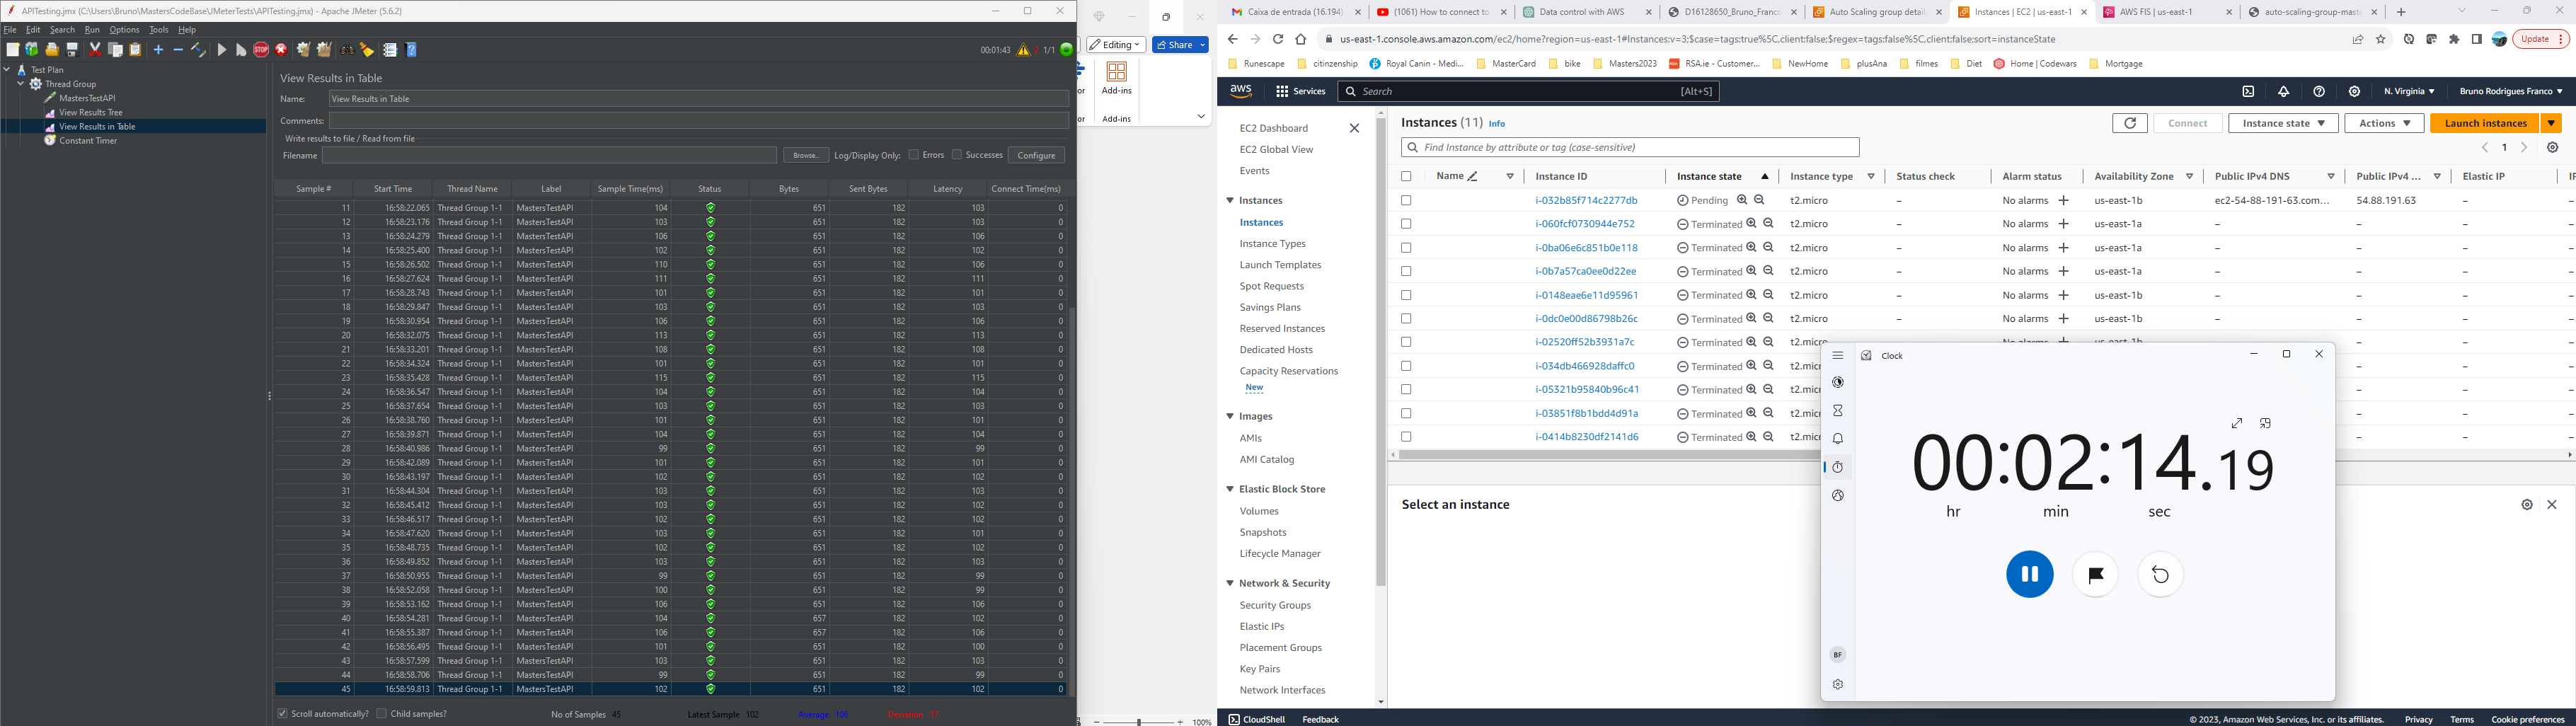 APITesting.jmx (C:\Users\Bruno\MastersCodeBase\JMeterTests\APITesting.jmx) - Apache JMeter (5.6.2)
File Edit Search Run Options Tools Help
STOP 00:01:43 1/1
Test Plan
Thread Group
MastersTestAPI
View Results Tree
View Results in Table
Constant Timer
View Results in Table
Name: View Results in Table
Comments:
Write results to file / Read from file
Filename Browse... Log/Display Only: Errors Successes Configure
Sample # Start Time Thread Name Label Sample Time(ms) Status Bytes Sent Bytes Latency Connect Time(ms)
11 16:58:22.065 Thread Group 1-1 MastersTestAPI 104 651 182 103 0
12 16:58:23.176 Thread Group 1-1 MastersTestAPI 103 651 182 103 0
13 16:58:24.279 Thread Group 1-1 MastersTestAPI 106 651 182 106 0
14 16:58:25.400 Thread Group 1-1 MastersTestAPI 102 651 182 102 0
15 16:58:26.502 Thread Group 1-1 MastersTestAPI 110 651 182 106 0
16 16:58:27.624 Thread Group 1-1 MastersTestAPI 111 651 182 111 0
17 16:58:28.743 Thread Group 1-1 MastersTestAPI 101 651 182 101 0
18 16:58:29.847 Thread Group 1-1 MastersTestAPI 103 651 182 103 0
19 16:58:30.954 Thread Group 1-1 MastersTestAPI 106 651 182 106 0
20 16:58:32.075 Thread Group 1-1 MastersTestAPI 113 651 182 113 0
21 16:58:33.201 Thread Group 1-1 MastersTestAPI 108 651 182 108 0
22 16:58:34.324 Thread Group 1-1 MastersTestAPI 101 651 182 101 0
23 16:58:35.428 Thread Group 1-1 MastersTestAPI 115 651 182 115 0
24 16:58:36.547 Thread Group 1-1 MastersTestAPI 104 651 182 104 0
25 16:58:37.654 Thread Group 1-1 MastersTestAPI 103 651 182 103 0
26 16:58:38.760 Thread Group 1-1 MastersTestAPI 101 651 182 101 0
27 16:58:39.871 Thread Group 1-1 MastersTestAPI 104 651 182 104 0
28 16:58:40.986 Thread Group 1-1 MastersTestAPI 99 651 182 99 0
29 16:58:42.089 Thread Group 1-1 MastersTestAPI 101 651 182 101 0
30 16:58:43.197 Thread Group 1-1 MastersTestAPI 102 651 182 102 0
31 16:58:44.304 Thread Group 1-1 MastersTestAPI 103 651 182 103 0
32 16:58:45.412 Thread Group 1-1 MastersTestAPI 102 651 182 102 0
33 16:58:46.517 Thread Group 1-1 MastersTestAPI 102 651 182 102 0
34 16:58:47.620 Thread Group 1-1 MastersTestAPI 103 651 182 101 0
35 16:58:48.735 Thread Group 1-1 MastersTestAPI 102 651 182 102 0
36 16:58:49.852 Thread Group 1-1 MastersTestAPI 103 651 182 103 0
37 16:58:50.955 Thread Group 1-1 MastersTestAPI 99 651 182 99 0
38 16:58:52.058 Thread Group 1-1 MastersTestAPI 100 651 182 99 0
39 16:58:53.162 Thread Group 1-1 MastersTestAPI 106 651 182 106 0
40 16:58:54.281 Thread Group 1-1 MastersTestAPI 104 657 182 102 0
41 16:58:55.387 Thread Group 1-1 MastersTestAPI 106 657 182 106 0
42 16:58:56.495 Thread Group 1-1 MastersTestAPI 101 651 182 100 0
43 16:58:57.599 Thread Group 1-1 MastersTestAPI 103 651 182 103 0
44 16:58:58.706 Thread Group 1-1 MastersTestAPI 99 651 182 99 0
45 16:58:59.813 Thread Group 1-1 MastersTestAPI 102 651 182 102 0
Scroll automatically? Child samples? No of Samples 45 Latest Sample 102 Average 106 Deviation 17
Editing Share
or Add-ins
or Add-ins
100%
Caixa de entrada (16.194) (1061) How to connect to Data control with AWS D16128650_Bruno_Franco Auto Scaling group detail Instances | EC2 | us-east-1 AWS FIS | us-east-1 auto-scaling-group-mast
us-east-1.console.aws.amazon.com/ec2/home?region=us-east-1#Instances:v=3;$case=tags:true%5C,client:false;$regex=tags:false%5C,client:false;sort=instanceState Update
Runescape citizenship Royal Canin - Medi... MasterCard bike Masters2023 RSA.ie - Customer... NewHome plusAna filmes Diet Home | Codewars Mortgage
aws Services Search [Alt+S] N. Virginia Bruno Rodrigues Franco
EC2 Dashboard
EC2 Global View
Events
Instances
Instances
Instance Types
Launch Templates
Spot Requests
Savings Plans
Reserved Instances
Dedicated Hosts
Capacity Reservations
New
Images
AMIs
AMI Catalog
Elastic Block Store
Volumes
Snapshots
Lifecycle Manager
Network & Security
Security Groups
Elastic IPs
Placement Groups
Key Pairs
Network Interfaces
Instances (11) Info Connect Instance state Actions Launch instances
Find Instance by attribute or tag (case-sensitive) 1
Name Instance ID Instance state Instance type Status check Alarm status Availability Zone Public IPv4 DNS Public IPv4 ... Elastic IP IP
i-032b85f714c2277db Pending t2.micro – No alarms + us-east-1b ec2-54-88-191-63.com... 54.88.191.63 – –
i-060fcf0730944e752 Terminated t2.micro – No alarms + us-east-1a – – – –
i-0ba06e6c851b0e118 Terminated t2.micro – No alarms + us-east-1a – – – –
i-0b7a57ca0ee0d22ee Terminated t2.micro – No alarms + us-east-1a – – – –
i-0148eae6e11d95961 Terminated t2.micro – No alarms + us-east-1b – – – –
i-0dc0e00d86798b26c Terminated t2.micro – No alarms + us-east-1b – – – –
i-02520ff52b3931a7c Terminated t2.micro
i-034db466928daffc0 Terminated t2.mic
i-05321b95840b96c41 Terminated t2.mic
i-03851f8b1bdd4d91a Terminated t2.mic
i-0414b8230df2141d6 Terminated t2.mic
Select an instance
Clock
00:02:14.19
hr min sec
BF
CloudShell Feedback © 2023, Amazon Web Services, Inc. or its affiliates. Privacy Terms Cookie preferences